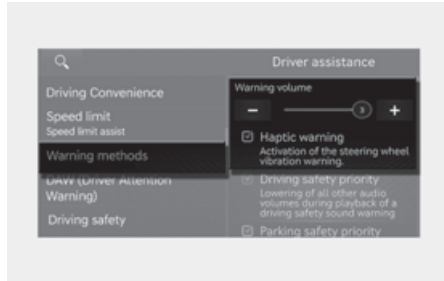 Driver assistance
Driving Convenience
Speed limit
Speed limit assist
Warning methods
DAW (Driver Attention
Warning)
Driving safety
Warning volume
3
Haptic warning
Activation of the steering wheel
vibration warning.
Driving safety priority
Lowering of all other audio
volumes during playback of a
driving safety sound warning
Parking safety priority